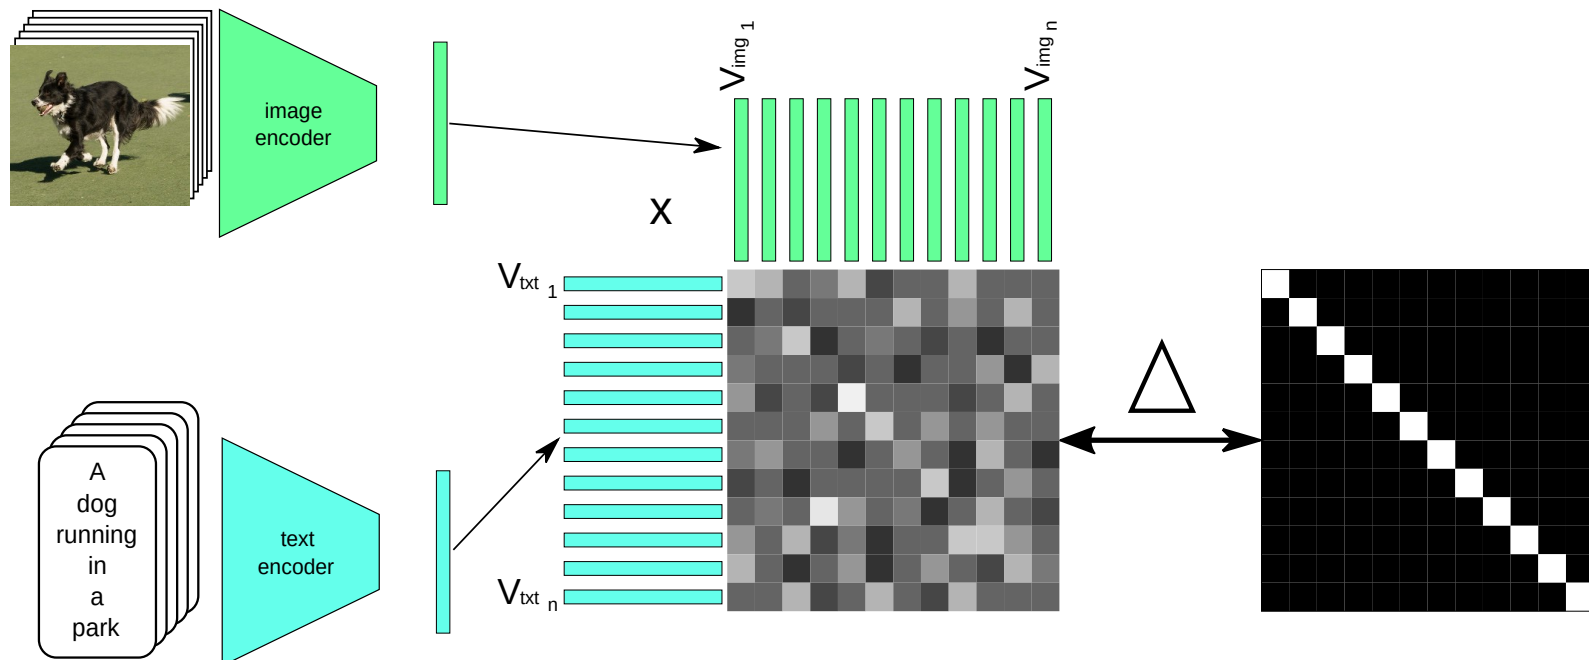 image
encoder
V img 1
V img n
X
V txt 1
V txt n
Δ
A
dog
running
in
a
park
text
encoder